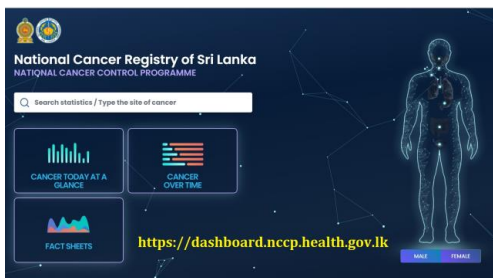 National Cancer Registry of Sri Lanka
NATIONAL CANCER CONTROL PROGRAMME
Search statistics / Type the site of cancer
CANCER TODAY AT A
GLANCE
CANCER
OVER TIME
FACT SHEETS
https://dashboard.nccp.health.gov.lk
MALE FEMALE